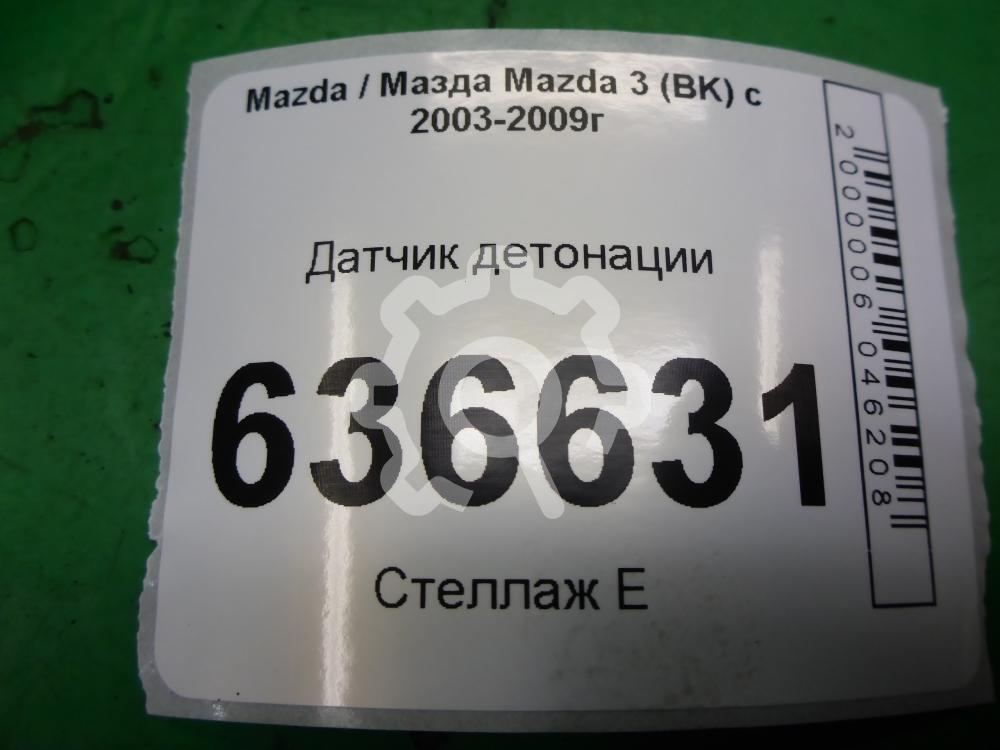 Mazda / Мазда Mazda 3 (BK) с
2003-2009г
Датчик детонации
636631
Стеллаж Е
2000006046208